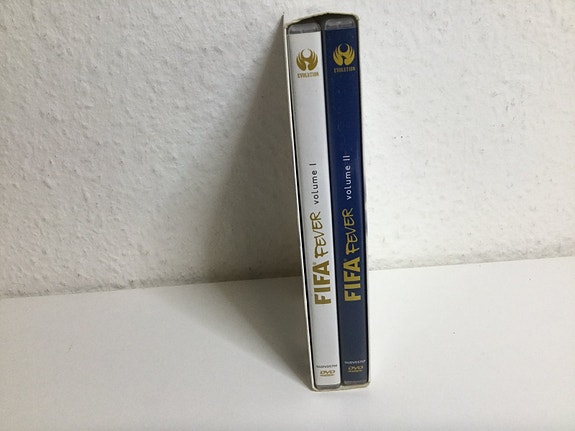 EVOLUTION
FIFA FEVER volume I
DVD
EVOLUTION
FIFA FEVER volume II
DVD